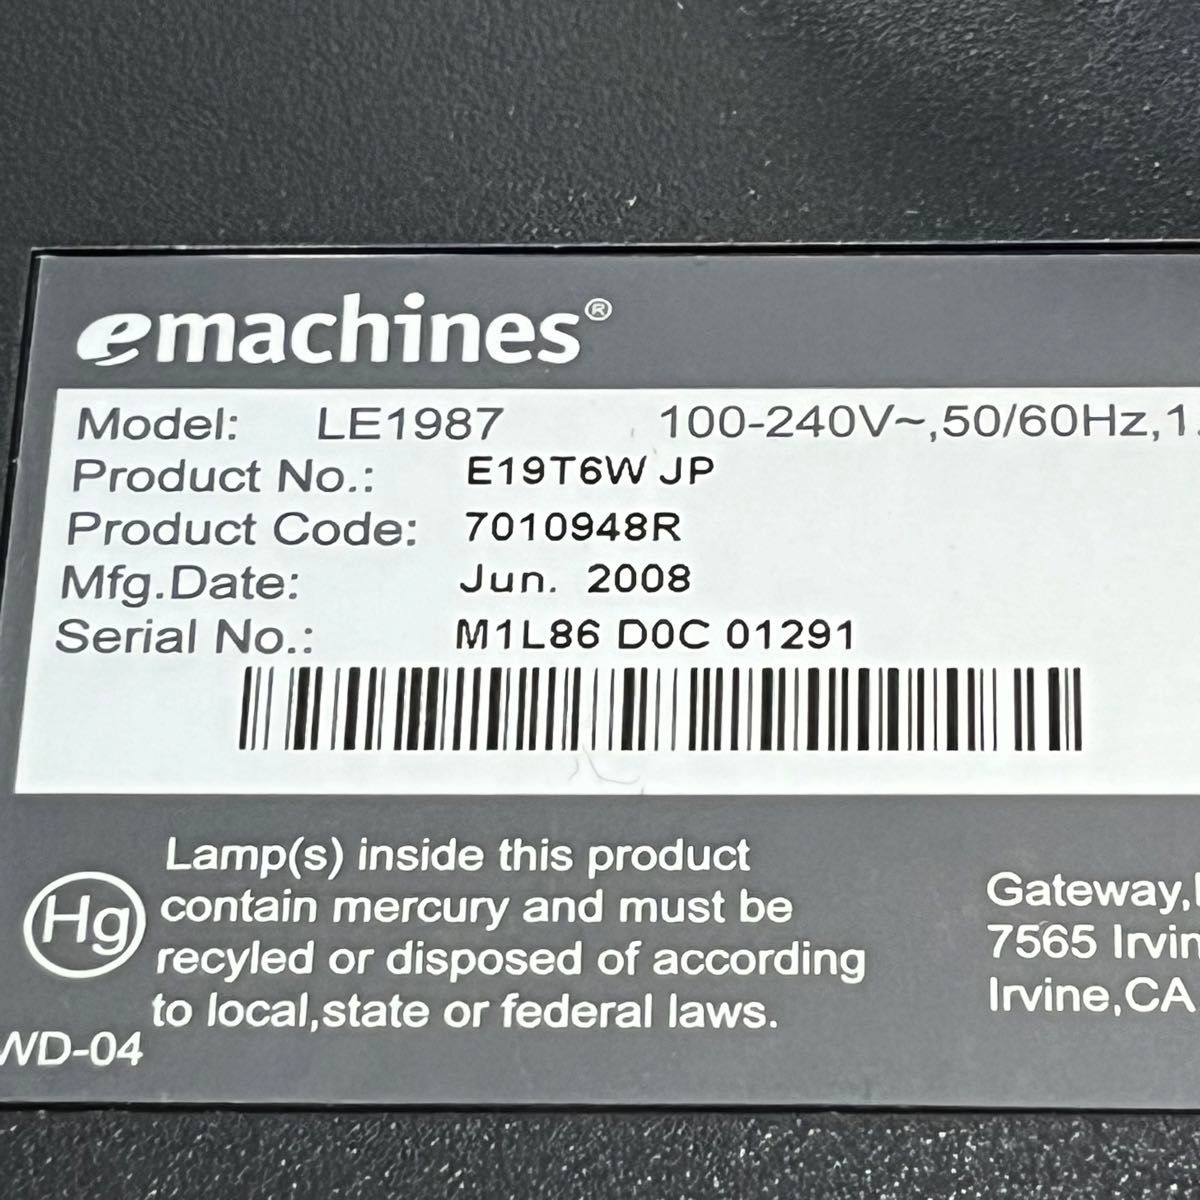 emachines®
Model: LE1987 100-240V~,50/60Hz,1.
Product No.: E19T6W JP
Product Code: 7010948R
Mfg.Date: Jun. 2008
Serial No.: M1L86 D0C 01291
Lamp(s) inside this product
contain mercury and must be
recyled or disposed of according
to local,state or federal laws.
Hg
WD-04
Gateway,
7565
Irvine,CA